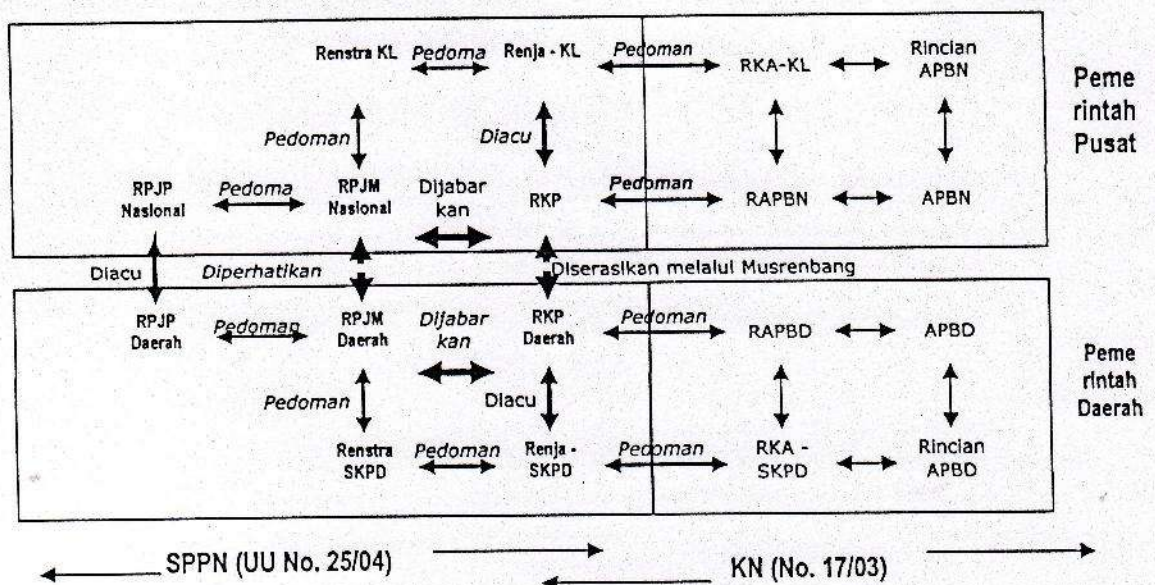 Renstra KL Pedoma Renja - KL Pedoman RKA-KL Rincian
APBN
Peme
rintah
Pusat
Pedoman Diacu
RPJP
Nasional
Pedoma
RPJM
Nasional
Dijabar
kan
RKP
Pedoman
RAPBN
APBN
Diacu Diperhatikan Diserasikan melalui Musrenbang
RPJP
Daerah
Pedoman
RPJM
Daerah
Dijabar
kan
RKP
Daerah
Pedoman
RAPBD
APBD
Peme
rintah
Daerah
Pedoman Diacu
Renstra
SKPD
Pedoman
Renja -
SKPD
Pedoman
RKA -
SKPD
Rincian
APBD
SPPN (UU No. 25/04) KN (No. 17/03)